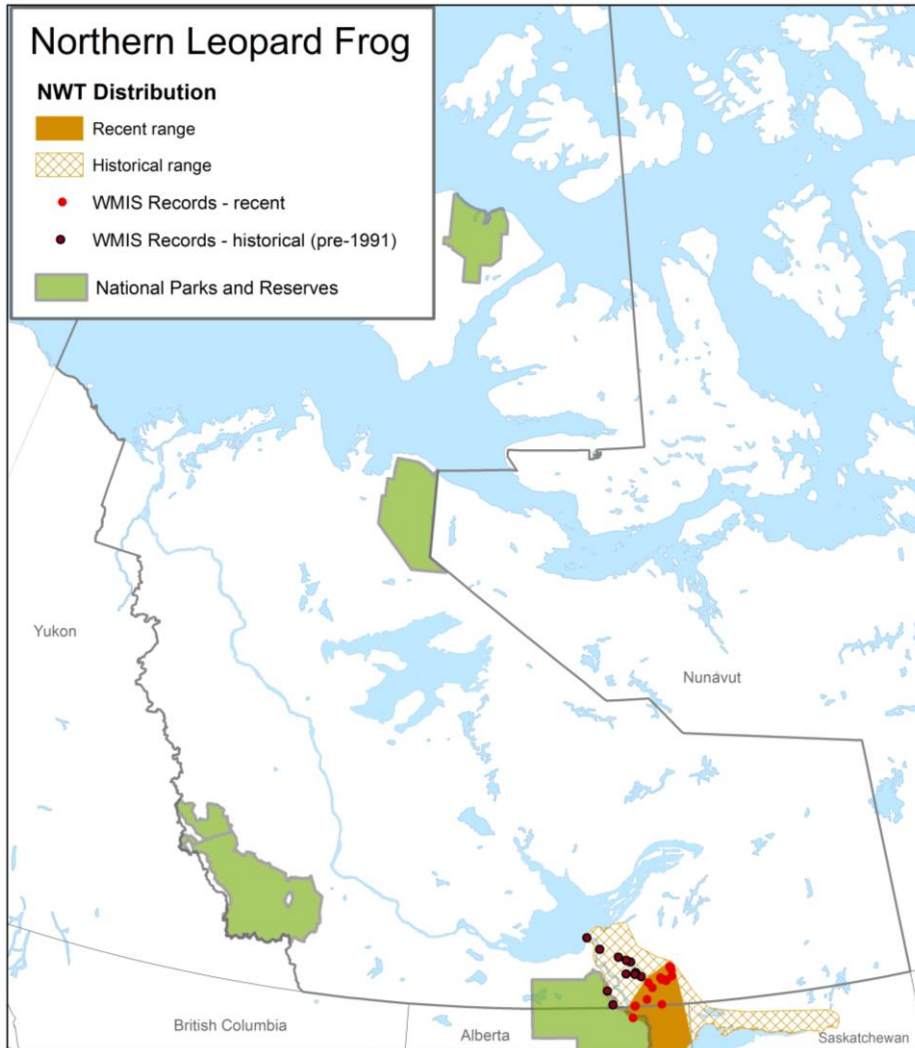 Northern Leopard Frog
NWT Distribution
Recent range
Historical range
WMIS Records - recent
WMIS Records - historical (pre-1991)
National Parks and Reserves
Yukon
Nunavut
British Columbia
Alberta
Saskatchewan